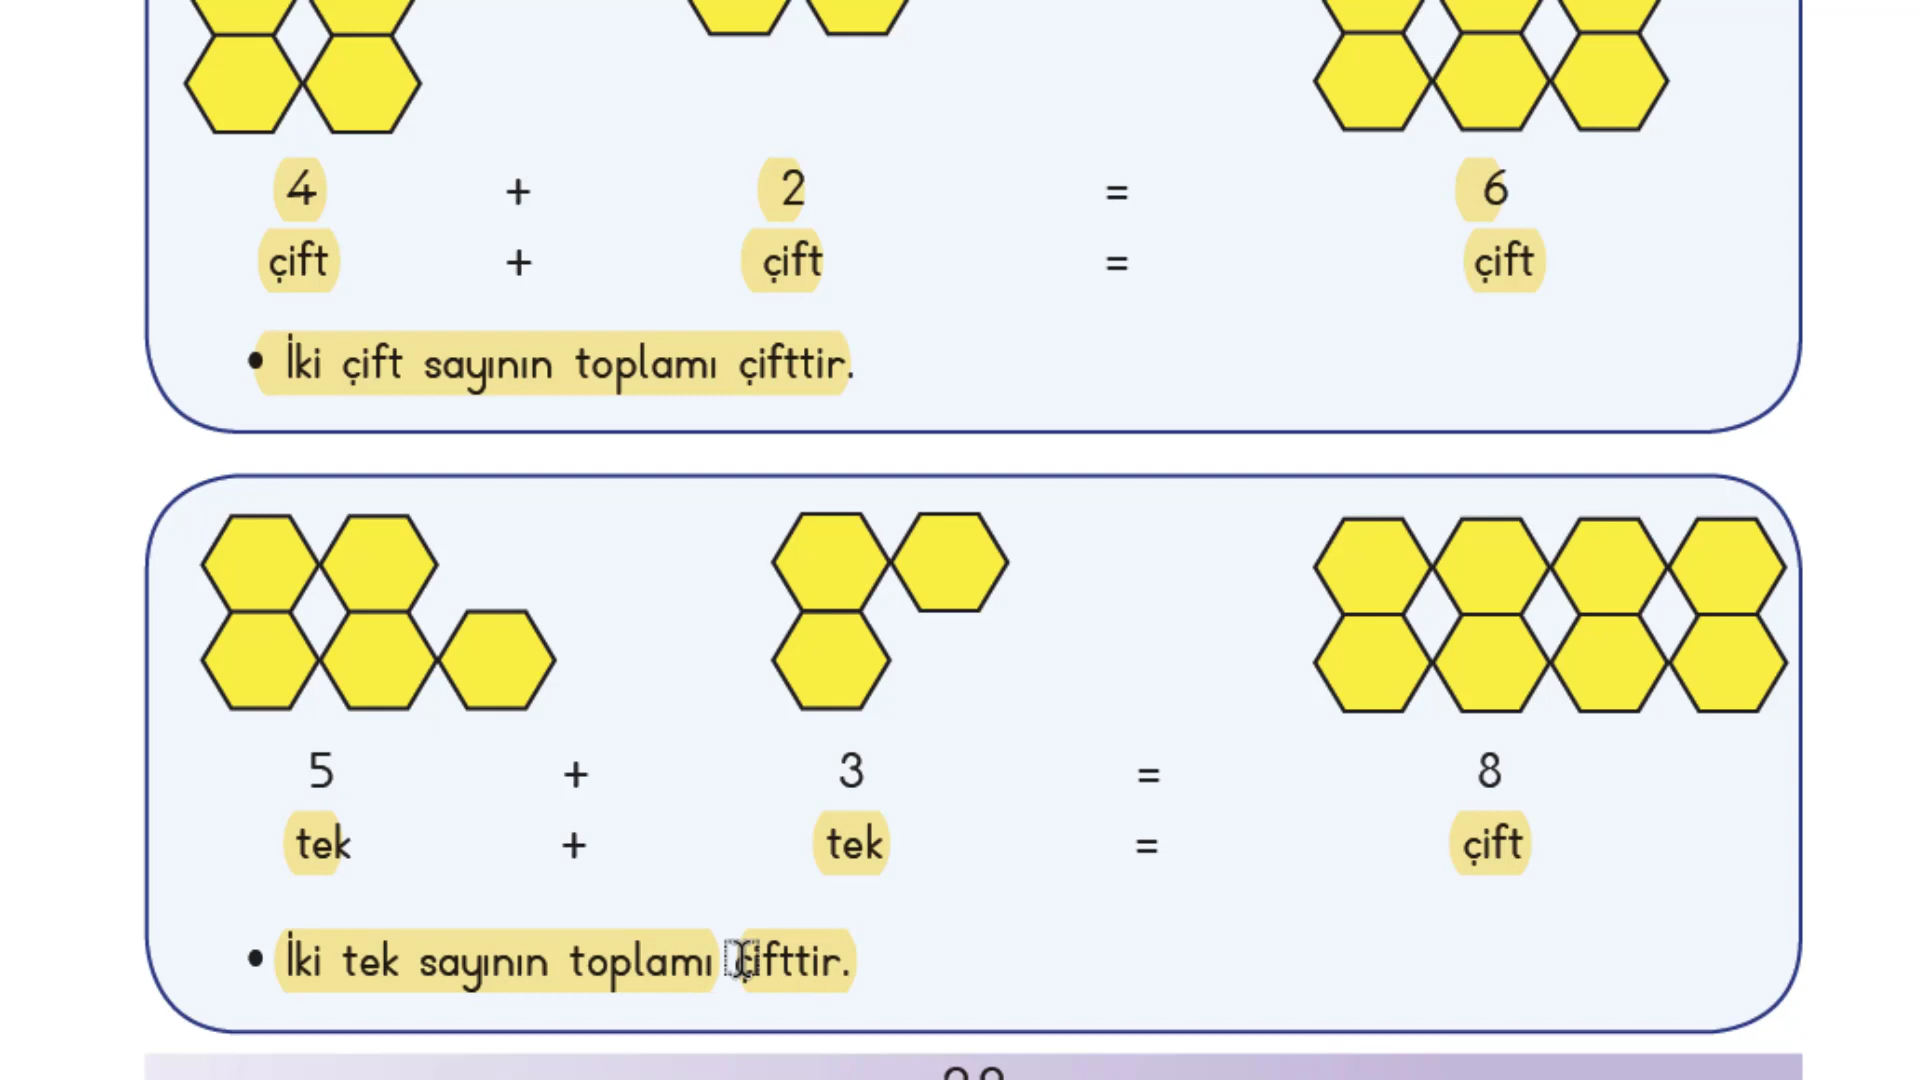 4 + 2 = 6
çift + çift = çift
• İki çift sayının toplamı çifttir.
5 + 3 = 8
tek + tek = çift
• İki tek sayının toplamı çifttir.